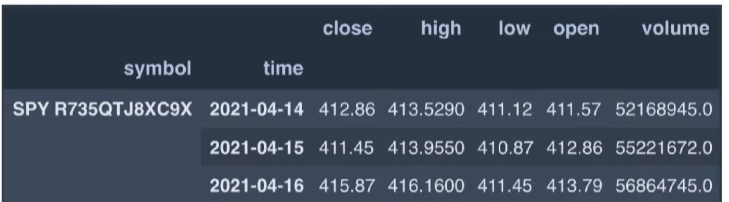 close high low open volume
symbol time
SPY R735QTJ8XC9X 2021-04-14 412.86 413.5290 411.12 411.57 52168945.0
2021-04-15 411.45 413.9550 410.87 412.86 55221672.0
2021-04-16 415.87 416.1600 411.45 413.79 56864745.0